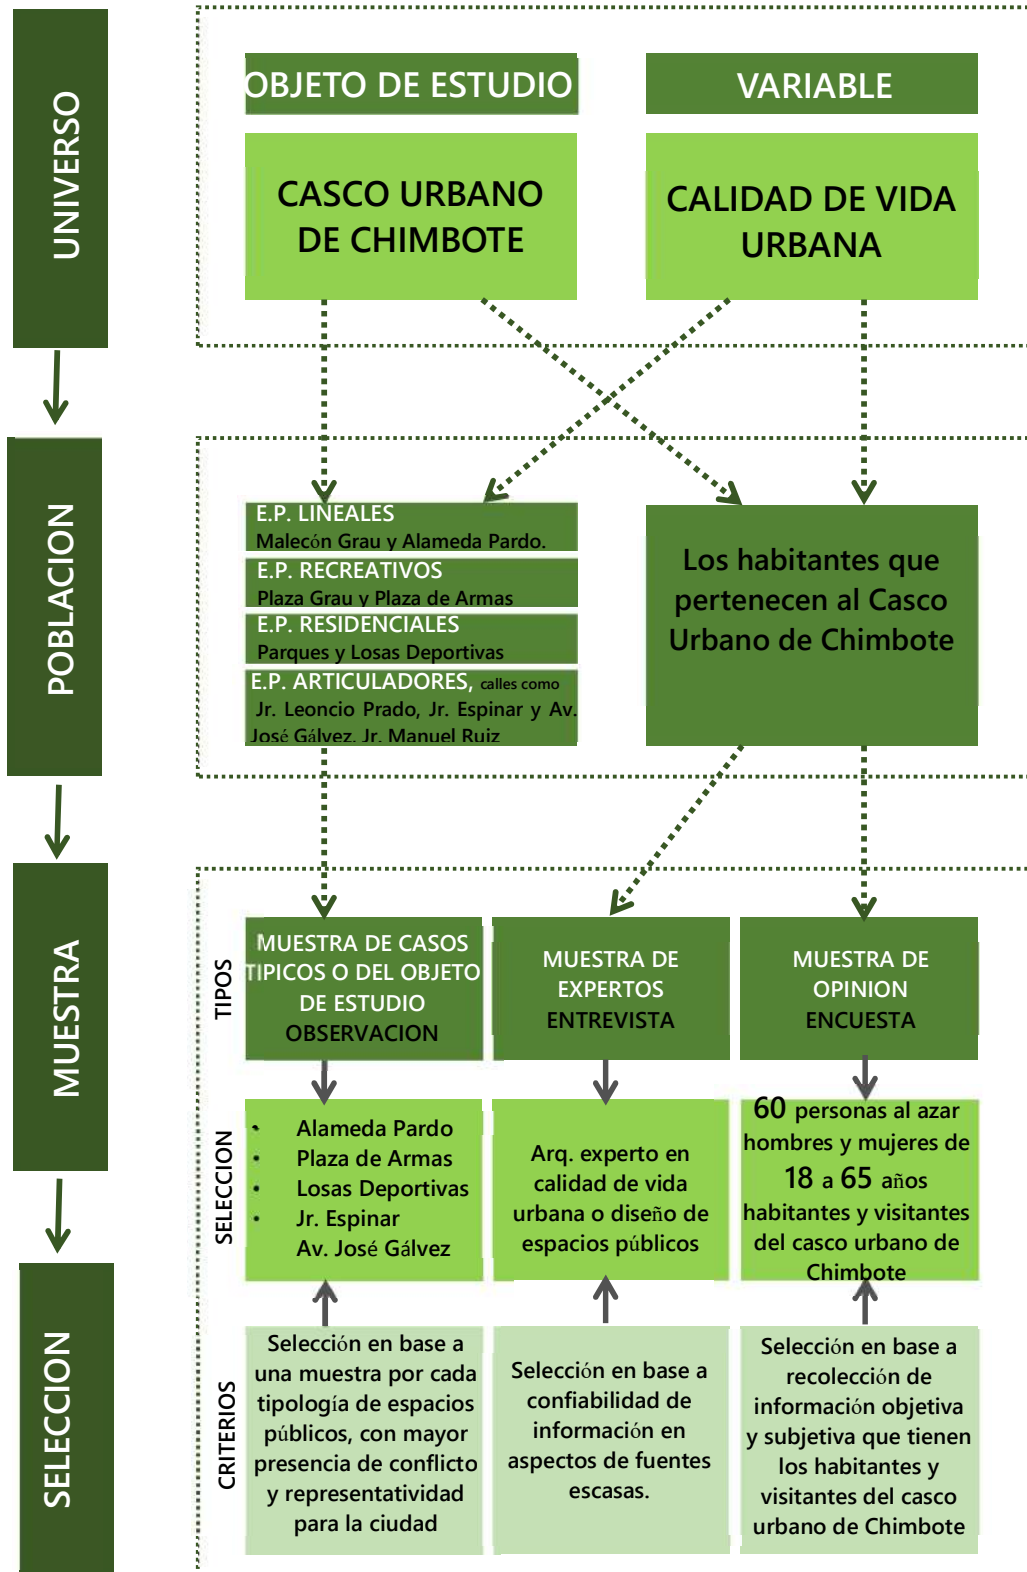 UNIVERSO
OBJETO DE ESTUDIO
VARIABLE
CASCO URBANO
DE CHIMBOTE
CALIDAD DE VIDA
URBANA
POBLACION
E.P. LINEALES
Malecón Grau y Alameda Pardo.
E.P. RECREATIVOS
Plaza Grau y Plaza de Armas
E.P. RESIDENCIALES
Parques y Losas Deportivas
E.P. ARTICULADORES, calles como
Jr. Leoncio Prado, Jr. Espinar y Av.
José Gálvez. Jr. Manuel Ruiz
Los habitantes que
pertenecen al Casco
Urbano de Chimbote
MUESTRA
TIPOS
MUESTRA DE CASOS
TIPICOS O DEL OBJETO
DE ESTUDIO
OBSERVACION
MUESTRA DE
EXPERTOS
ENTREVISTA
MUESTRA DE
OPINION
ENCUESTA
SELECCION
• Alameda Pardo
• Plaza de Armas
• Losas Deportivas
• Jr. Espinar
Av. José Gálvez
Arq. experto en
calidad de vida
urbana o diseño de
espacios públicos
60 personas al azar
hombres y mujeres de
18 a 65 años
habitantes y visitantes
del casco urbano de
Chimbote
SELECCION
CRITERIOS
Selección en base a
una muestra por cada
tipología de espacios
públicos, con mayor
presencia de conflicto
y representatividad
para la ciudad
Selección en base a
confiabilidad de
información en
aspectos de fuentes
escasas.
Selección en base a
recolección de
información objetiva
y subjetiva que tienen
los habitantes y
visitantes del casco
urbano de Chimbote